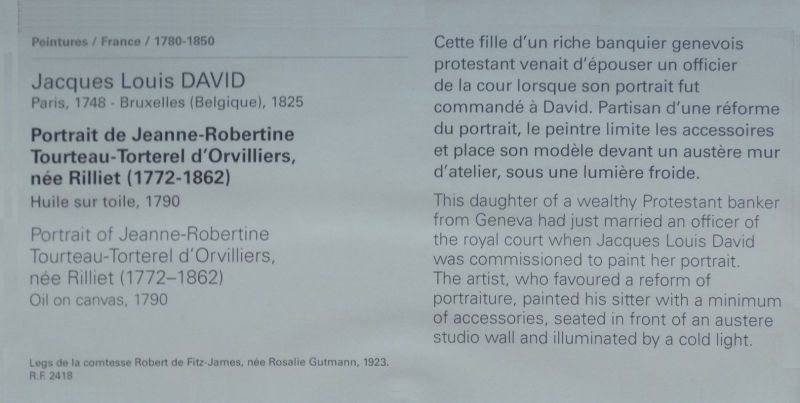 Peintures / France / 1780-1850
Jacques Louis DAVID
Paris, 1748 - Bruxelles (Belgique), 1825
Portrait de Jeanne-Robertine
Tourteau-Torterel d'Orvilliers,
née Rilliet (1772-1862)
Huile sur toile, 1790
Portrait of Jeanne-Robertine
Tourteau-Torterel d'Orvilliers,
née Rilliet (1772–1862)
Oil on canvas, 1790
Legs de la comtesse Robert de Fitz-James, née Rosalie Gutmann, 1923.
R.F. 2418
Cette fille d'un riche banquier genevois
protestant venait d'épouser un officier
de la cour lorsque son portrait fut
commandé à David. Partisan d'une réforme
du portrait, le peintre limite les accessoires
et place son modèle devant un austère mur
d'atelier, sous une lumière froide.
This daughter of a wealthy Protestant banker
from Geneva had just married an officer of
the royal court when Jacques Louis David
was commissioned to paint her portrait.
The artist, who favoured a reform of
portraiture, painted his sitter with a minimum
of accessories, seated in front of an austere
studio wall and illuminated by a cold light.